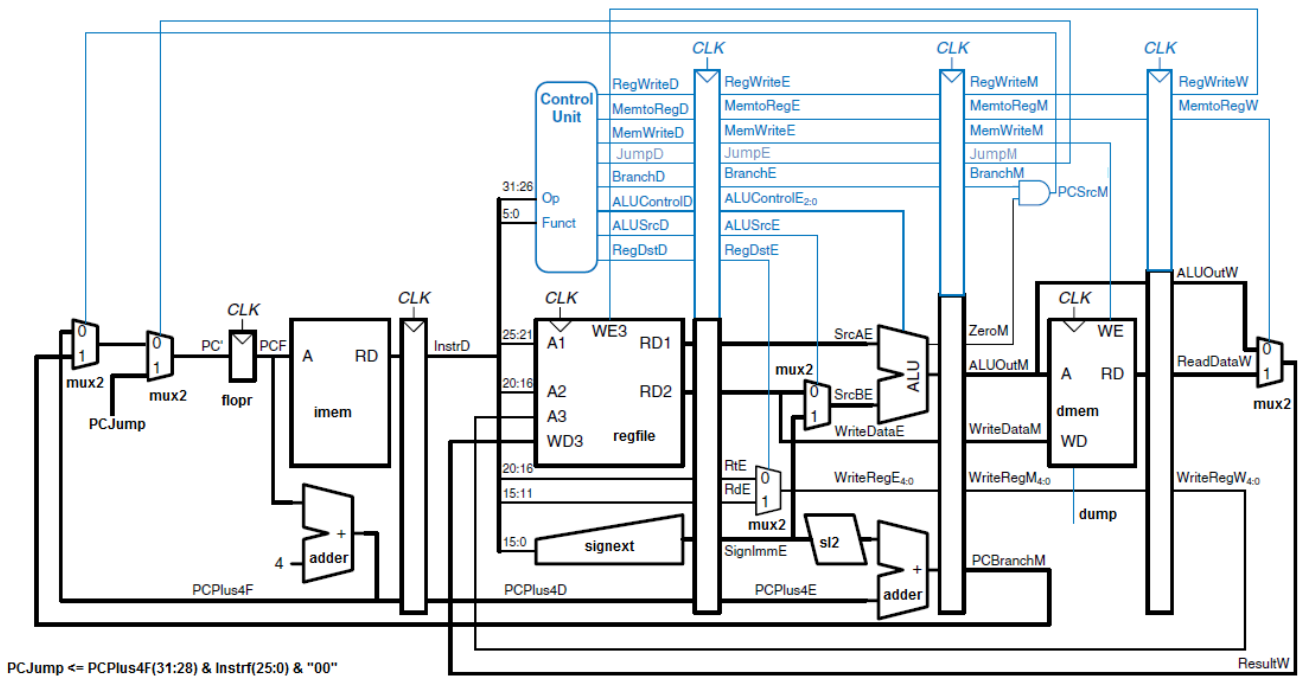 CLK
CLK
CLK
RegWriteD
RegWriteE
RegWriteM
RegWriteW
Control
Unit
MemtoRegD
MemtoRegE
MemtoRegM
MemtoRegW
MemWriteD
MemWriteE
MemWriteM
JumpD
JumpE
JumpM
BranchD
BranchE
BranchM
PCSrcM
31:26
Op
ALUControlD
ALUControlE2:0
5:0
Funct
ALUSrcD
ALUSrcE
RegDstD
RegDstE
CLK
CLK
CLK
CLK
ALUOutW
0
1
mux2
0
1
mux2
PC'
PCF
flopr
PCJump
A
RD
imem
InstrD
25:21
A1
WE3
RD1
SrcAE
ZeroM
WE
20:16
A2
RD2
mux2
0
1
SrcBE
ALU
ALUOutM
A
RD
ReadDataW
0
1
mux2
A3
WD3
regfile
dmem
WriteDataE
WriteDataM
WD
20:16
RtE
0
WriteRegE4:0
WriteRegM4:0
WriteRegW4:0
15:11
RdE
1
mux2
dump
15:0
signext
SignImmE
sl2
+
adder
4
+
adder
PCBranchM
PCPlus4F
PCPlus4D
PCPlus4E
ResultW
PCJump <= PCPlus4F(31:28) & Instrf(25:0) & "00"